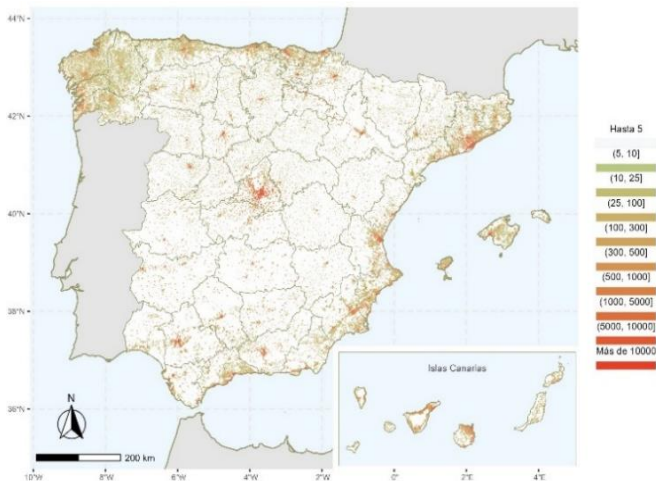 44°N
42°N
40°N
38°N
36°N
N
200 km
10°W
8°W
6°W
4°W
2°W
0°
2°E
4°E
Islas Canarias
Hasta 5
(5, 10]
(10, 25]
(25, 100]
(100, 300]
(300, 500]
(500, 1000]
(1000, 5000]
(5000, 10000]
Más de 10000